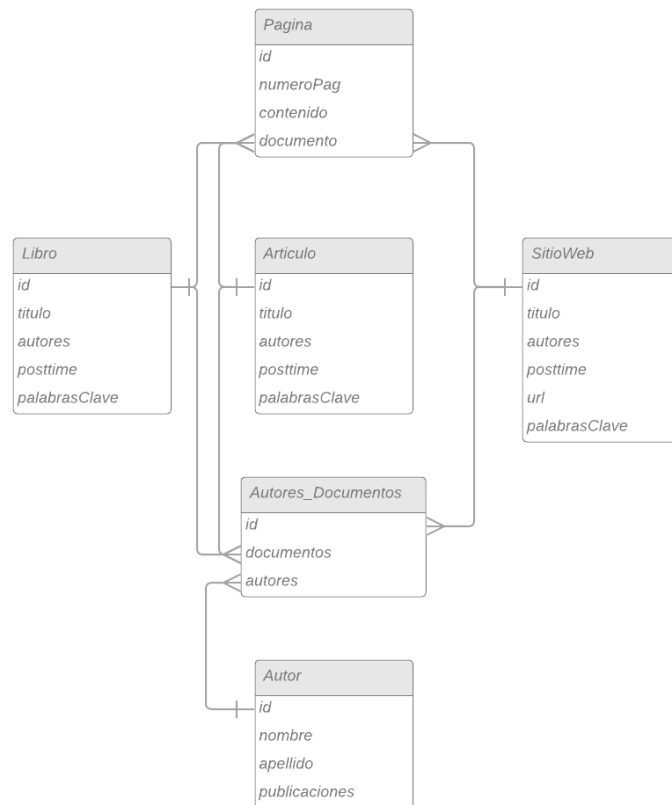 Pagina
id
numeroPag
contenido
documento
Libro
id
titulo
autores
posttime
palabrasClave
Articulo
id
titulo
autores
posttime
palabrasClave
SitioWeb
id
titulo
autores
posttime
url
palabrasClave
Autores_Documentos
id
documentos
autores
Autor
id
nombre
apellido
publicaciones